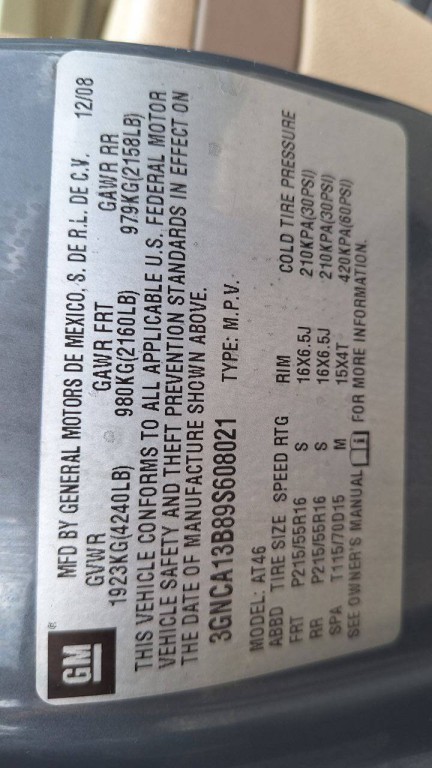 GM ®
MFD BY GENERAL MOTORS DE MEXICO, S. DE R.L. DE C.V. 12/08
GVWR GAWR FRT GAWR RR
1923KG(4240LB) 980KG(2160LB) 979KG(2158LB)
THIS VEHICLE CONFORMS TO ALL APPLICABLE U.S. FEDERAL MOTOR
VEHICLE SAFETY AND THEFT PREVENTION STANDARDS IN EFFECT ON
THE DATE OF MANUFACTURE SHOWN ABOVE.
3GNCA13B89S608021 TYPE: M.P.V.
MODEL: AT46
ABBD TIRE SIZE SPEED RTG RIM COLD TIRE PRESSURE
FRT P215/55R16 S 16X6.5J 210KPA(30PSI)
RR P215/55R16 S 16X6.5J 210KPA(30PSI)
SPA T115/70D15 M 15X4T 420KPA(60PSI)
SEE OWNER'S MANUAL FOR MORE INFORMATION.